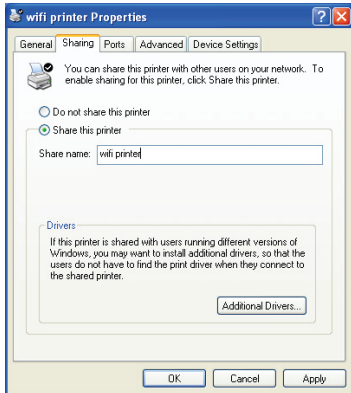 wifi printer Properties
General Sharing Ports Advanced Device Settings
You can share this printer with other users on your network. To
enable sharing for this printer, click Share this printer.
Do not share this printer
Share this printer
Share name: wifi printer
Drivers
If this printer is shared with users running different versions of
Windows, you may want to install additional drivers, so that the
users do not have to find the print driver when they connect to
the shared printer.
Additional Drivers...
OK Cancel Apply